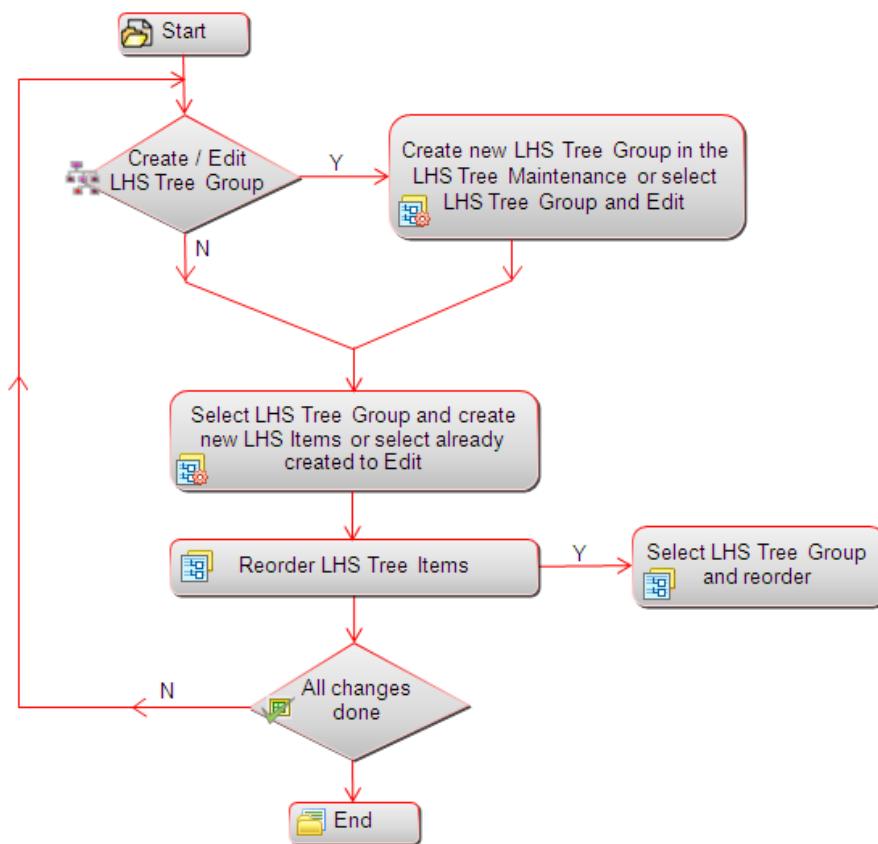 Start
Create / Edit
LHS Tree Group
Y
Create new LHS Tree Group in the
LHS Tree Maintenance or select
LHS Tree Group and Edit
N
Select LHS Tree Group and create
new LHS Items or select already
created to Edit
Reorder LHS Tree Items
Y
Select LHS Tree Group
and reorder
All changes
done
N
End